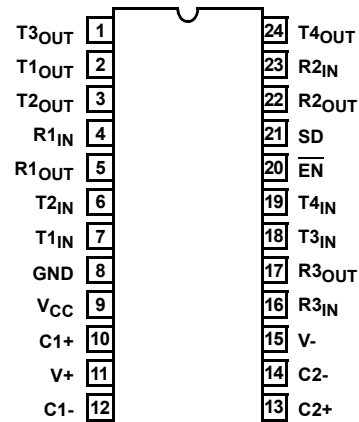 T3OUT 1 24 T4OUT
T1OUT 2 23 R2IN
T2OUT 3 22 R2OUT
R1IN 4 21 SD
R1OUT 5 20 E̅N̅
T2IN 6 19 T4IN
T1IN 7 18 T3IN
GND 8 17 R3OUT
VCC 9 16 R3IN
C1+ 10 15 V-
V+ 11 14 C2-
C1- 12 13 C2+